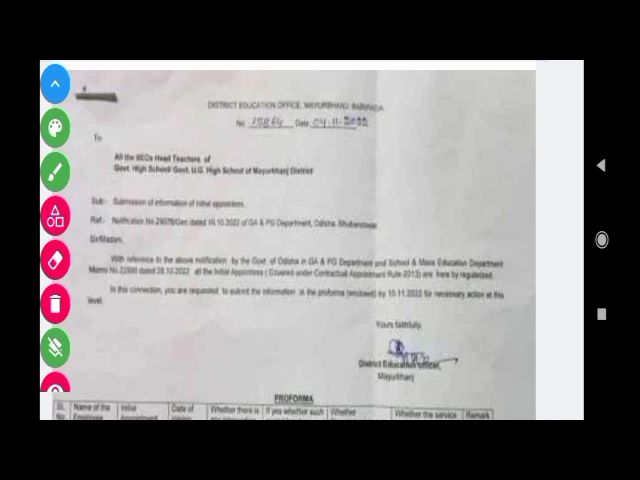 DISTRICT EDUCATION OFFICE, MAYURBHANJ BARIPADA
No 15864 Date 04.11.2022
To
All the BEOs Head Teachers of
Govt. High School/ Govt. U.G. High School of Mayurbhanj District
Sub:- Submission of information of initial appointees.
Ref:- Notification No. dated 16.10.2022 of GA & PG Department, Odisha, Bhubaneswar
Sir/Madam,
With reference to the above notification by the Govt. of Odisha in GA & PG Department and School & Mass Education Department
Memo No. dated 28.10.2022 all the Initial Appointees ( Covered under Contractual Appointment Rule-2013) are here by regularized.
In this connection, you are requested to submit the information in the proforma (enclosed) by 10.11.2022 for necessary action at this
level.
Yours faithfully,
District Education officer,
Mayurbhanj
PROFORMA
Sl. Name of the Initial Date of Whether there is If yes whether such Whether Whether the service Remark
No. Employee Appointment